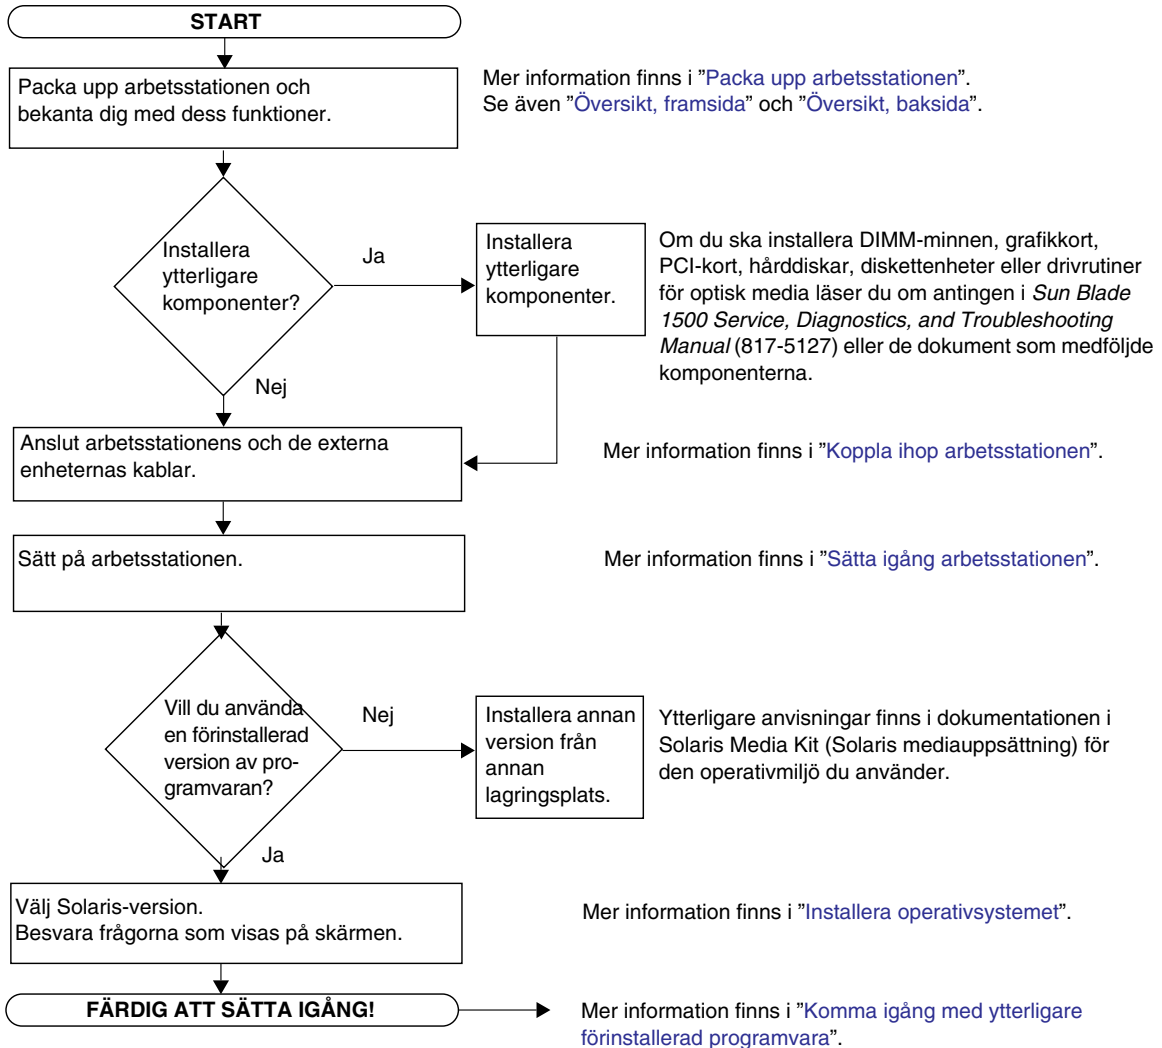 START
Packa upp arbetsstationen och
bekanta dig med dess funktioner.
Mer information finns i ”Packa upp arbetsstationen”.
Se även ”Översikt, framsida” och ”Översikt, baksida”.
Installera
ytterligare
komponenter?
Ja
Installera
ytterligare
komponenter.
Om du ska installera DIMM-minnen, grafikkort,
PCI-kort, hårddiskar, diskettenheter eller drivrutiner
för optisk media läser du om antingen i Sun Blade
1500 Service, Diagnostics, and Troubleshooting
Manual (817-5127) eller de dokument som medföljde
komponenterna.
Nej
Anslut arbetsstationens och de externa
enheternas kablar.
Mer information finns i ”Koppla ihop arbetsstationen”.
Sätt på arbetsstationen.
Mer information finns i ”Sätta igång arbetsstationen”.
Vill du använda
en förinstallerad
version av pro-
gramvaran?
Nej
Installera annan
version från
annan
lagringsplats.
Ytterligare anvisningar finns i dokumentationen i
Solaris Media Kit (Solaris mediauppsättning) för
den operativmiljö du använder.
Ja
Välj Solaris-version.
Besvara frågorna som visas på skärmen.
Mer information finns i ”Installera operativsystemet”.
FÄRDIG ATT SÄTTA IGÅNG!
Mer information finns i ”Komma igång med ytterligare
förinstallerad programvara”.